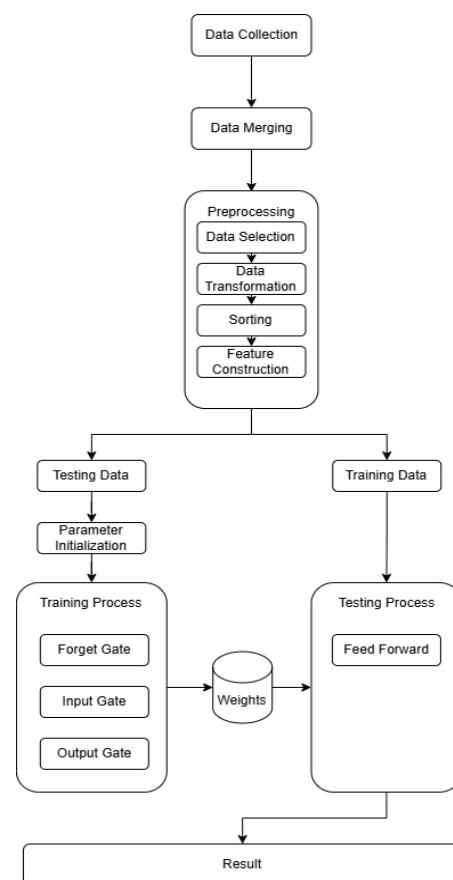 Data Collection
Data Merging
Preprocessing
Data Selection
Data
Transformation
Sorting
Feature
Construction
Testing Data
Training Data
Parameter
Initialization
Training Process
Testing Process
Forget Gate
Feed Forward
Input Gate
Weights
Output Gate
Result